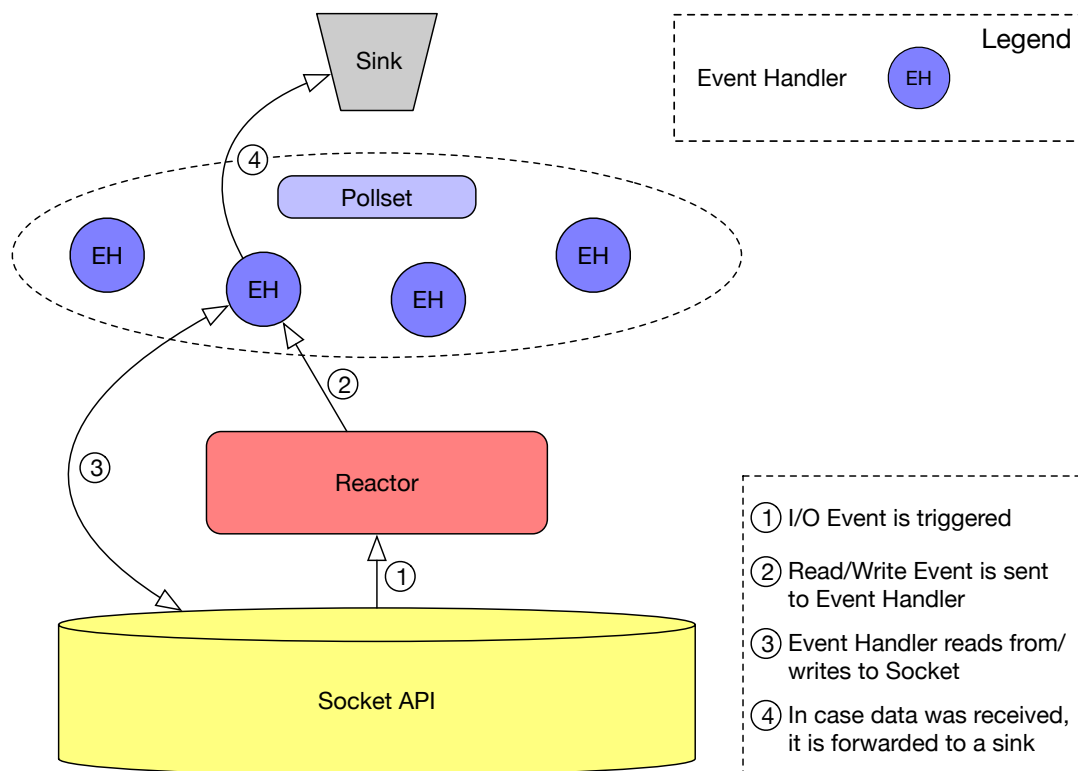 Sink
Legend
Event Handler
EH
④
Pollset
EH
EH
EH
EH
②
③
Reactor
①
Socket API
① I/O Event is triggered
② Read/Write Event is sent
to Event Handler
③ Event Handler reads from/
writes to Socket
④ In case data was received,
it is forwarded to a sink